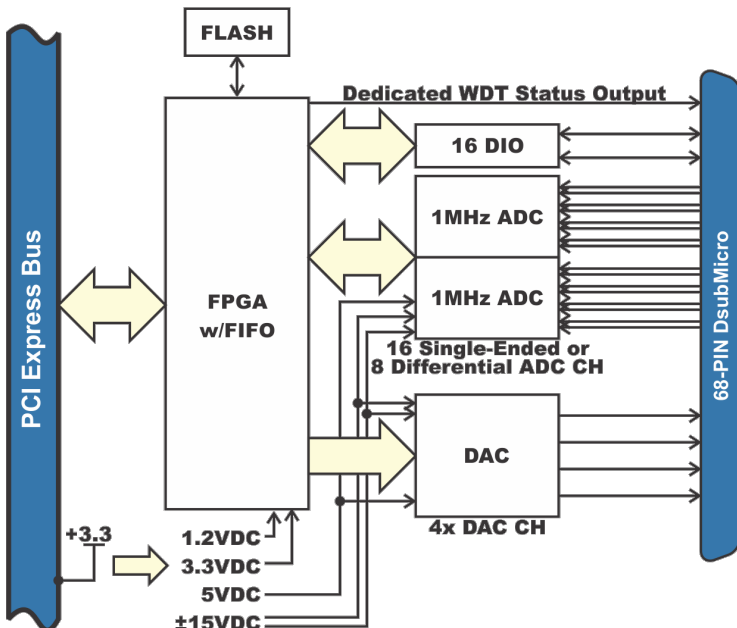 FLASH
Dedicated WDT Status Output
16 DIO
1MHz ADC
1MHz ADC
16 Single-Ended or
8 Differential ADC CH
FPGA
w/FIFO
PCI Express Bus
68-PIN DsubMicro
DAC
4x DAC CH
+3.3
1.2VDC
3.3VDC
5VDC
±15VDC